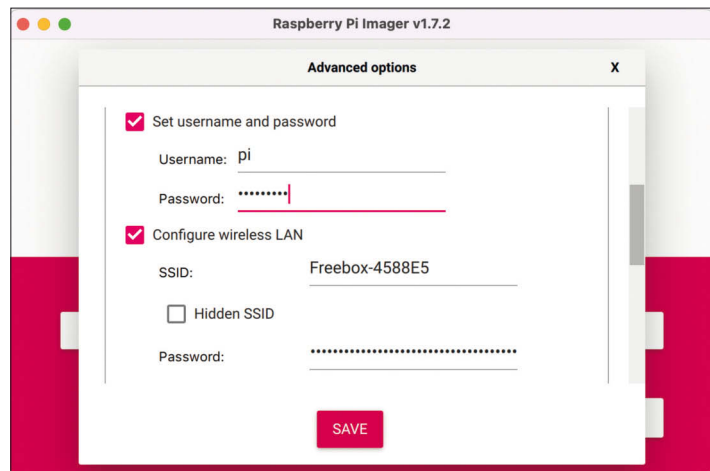 Raspberry Pi Imager v1.7.2
Advanced options X
Set username and password
Username: pi
Password: •••••••••
Configure wireless LAN
SSID: Freebox-4588E5
Hidden SSID
Password: ••••••••••••••••••••••••••••••••••••
SAVE